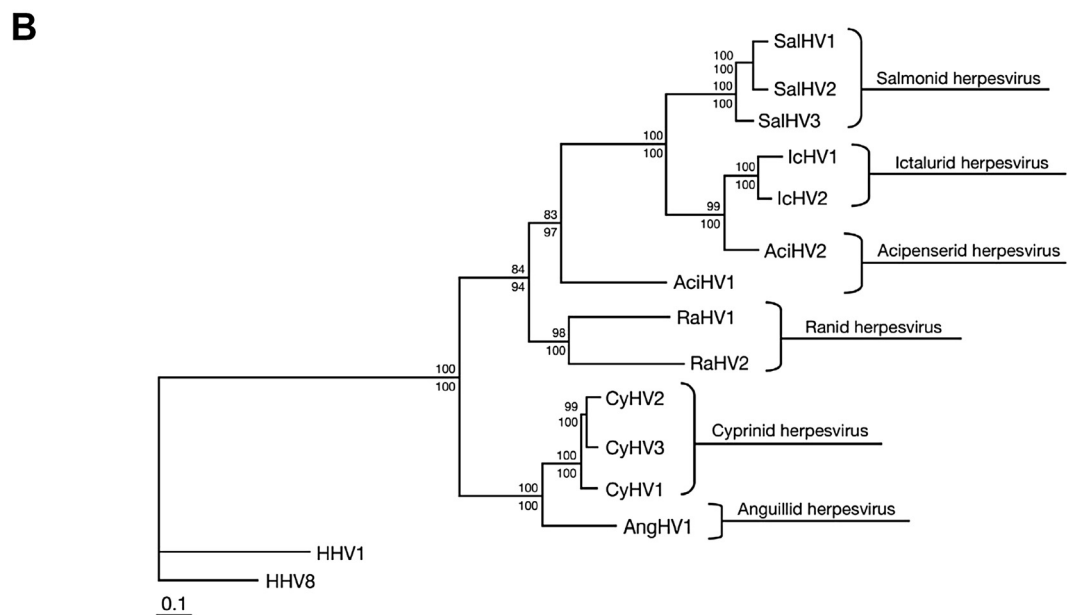 B
SalHV1
100
100
SalHV2
Salmonid herpesvirus
100
100
SalHV3
100
100
IcHV1
Ictalurid herpesvirus
100
100
IcHV2
99
100
AciHV2
Acipenserid herpesvirus
83
97
AciHV1
84
94
RaHV1
Ranid herpesvirus
98
100
RaHV2
100
100
CyHV2
99
100
Cyprinid herpesvirus
CyHV3
100
100
CyHV1
100
100
Anguillid herpesvirus
AngHV1
HHV1
HHV8
0.1